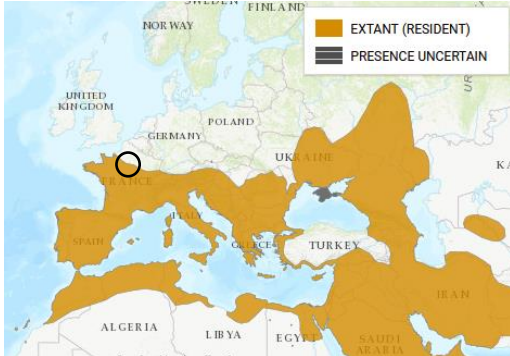 SWEDEN
FINLAND
NORWAY
EXTANT (RESIDENT)
PRESENCE UNCERTAIN
UNITED
KINGDOM
POLAND
GERMANY
UKRAINE
FRANCE
ITALY
SPAIN
GREECE
TURKEY
IRAN
ALGERIA
LIBYA
EGYPT
SAUDI
ARABIA